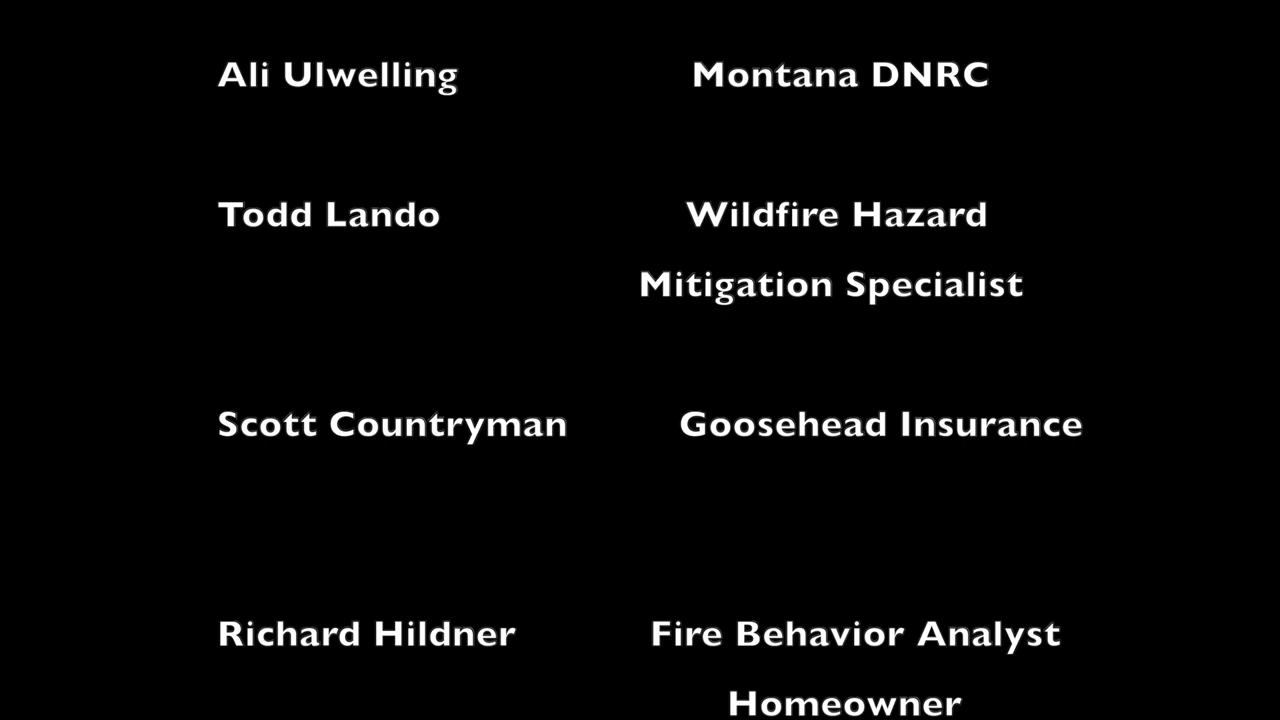 Ali Ulwelling Montana DNRC
Todd Lando Wildfire Hazard
Mitigation Specialist
Scott Countryman Goosehead Insurance
Richard Hildner Fire Behavior Analyst
Homeowner